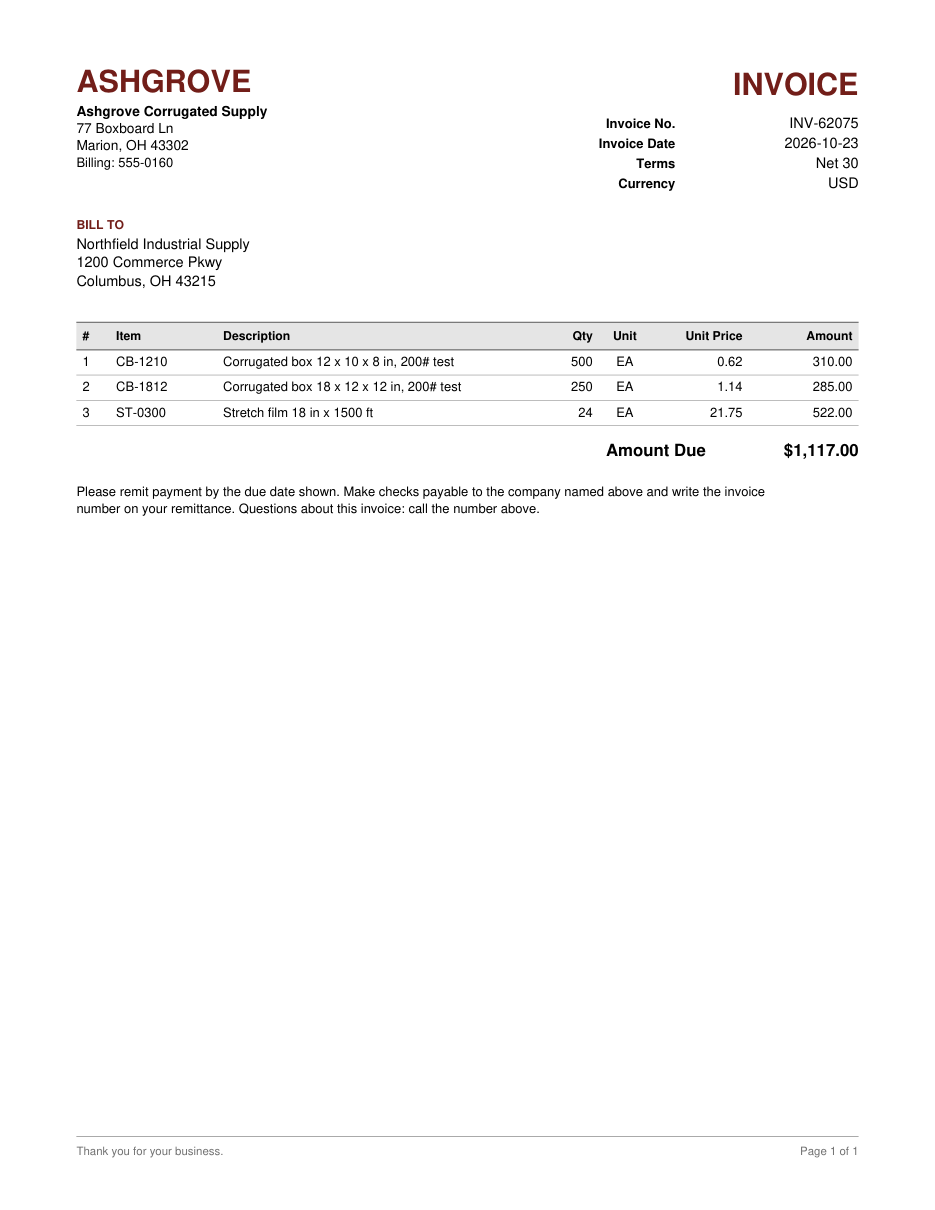 ASHGROVE
Ashgrove Corrugated Supply
77 Boxboard Ln
Marion, OH 43302
Billing: 555-0160
INVOICE
Invoice No. INV-62075
Invoice Date 2026-10-23
Terms Net 30
Currency USD
BILL TO
Northfield Industrial Supply
1200 Commerce Pkwy
Columbus, OH 43215
# Item Description Qty Unit Unit Price Amount
1 CB-1210 Corrugated box 12 x 10 x 8 in, 200# test 500 EA 0.62 310.00
2 CB-1812 Corrugated box 18 x 12 x 12 in, 200# test 250 EA 1.14 285.00
3 ST-0300 Stretch film 18 in x 1500 ft 24 EA 21.75 522.00
Amount Due $1,117.00
Please remit payment by the due date shown. Make checks payable to the company named above and write the invoice
number on your remittance. Questions about this invoice: call the number above.
Thank you for your business. Page 1 of 1